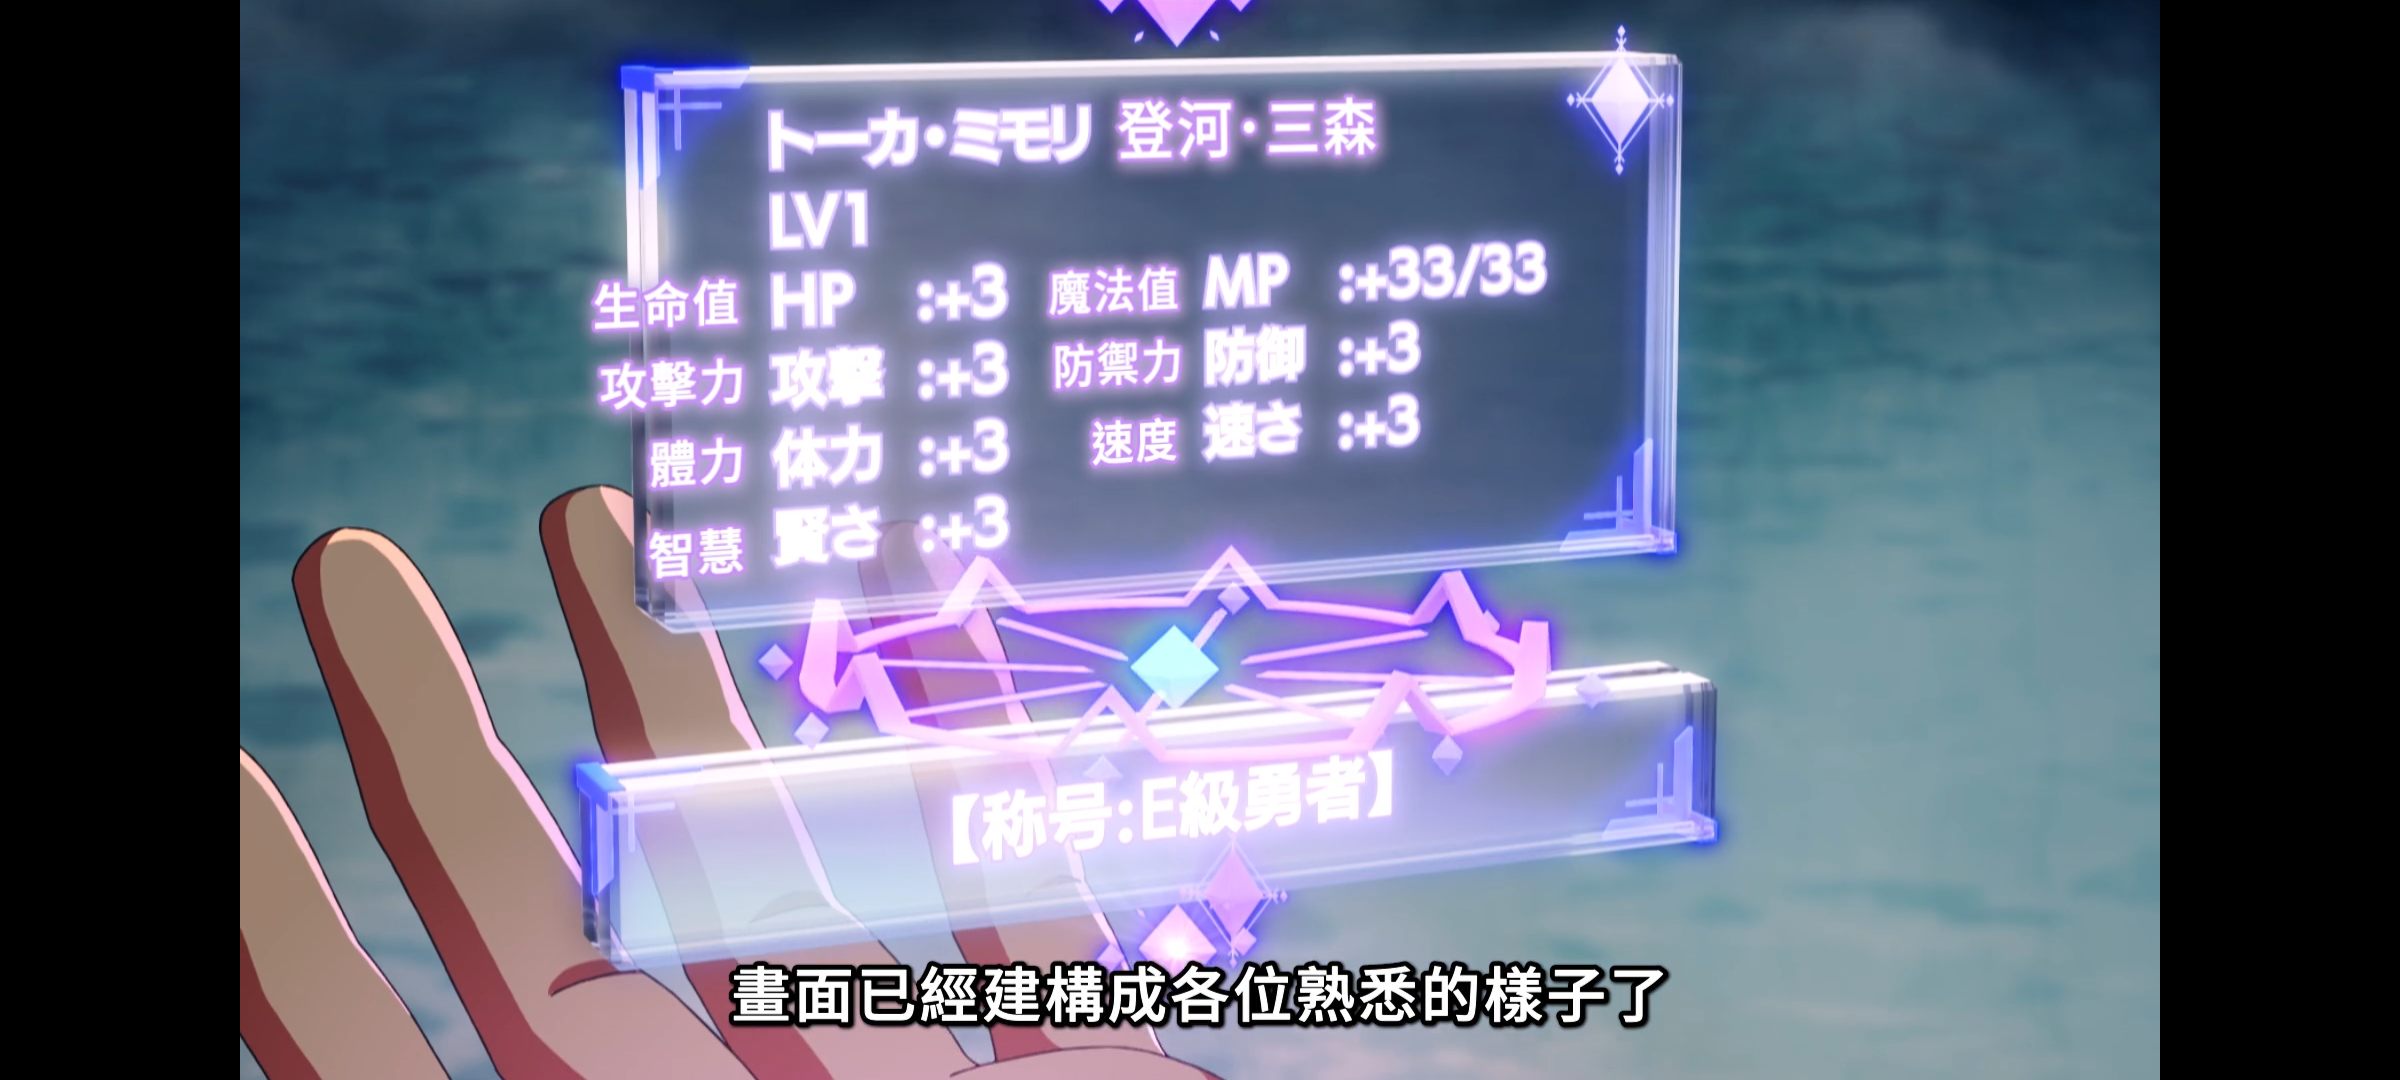 トーカ・ミモリ 登河・三森
LV1
生命值 HP :+3 魔法值 MP :+33/33
攻擊力 攻撃 :+3 防禦力 防御 :+3
體力 体力 :+3 速度 速さ :+3
智慧 賢さ :+3
【称号:E級勇者】
畫面已經建構成各位熟悉的樣子了